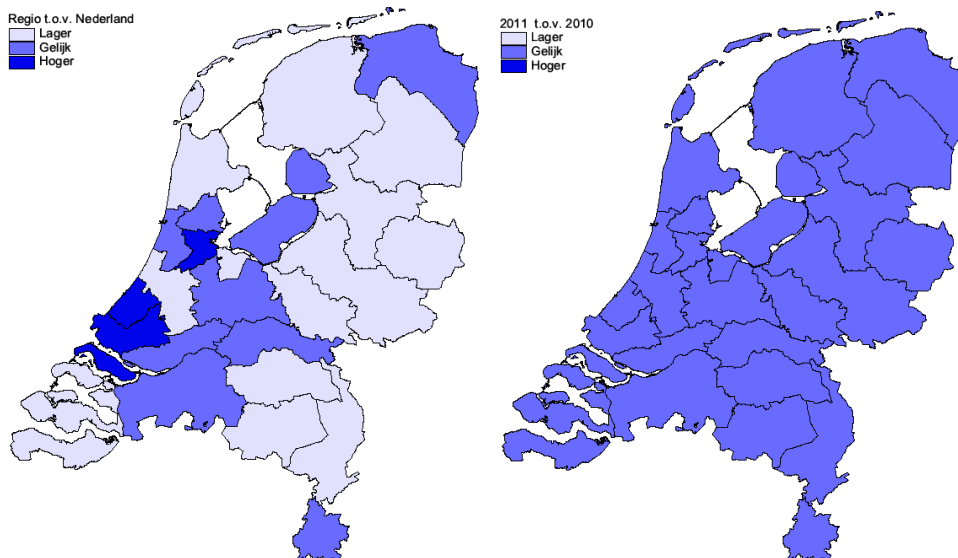 Regio t.o.v. Nederland
Lager
Gelijk
Hoger
2011 t.o.v. 2010
Lager
Gelijk
Hoger